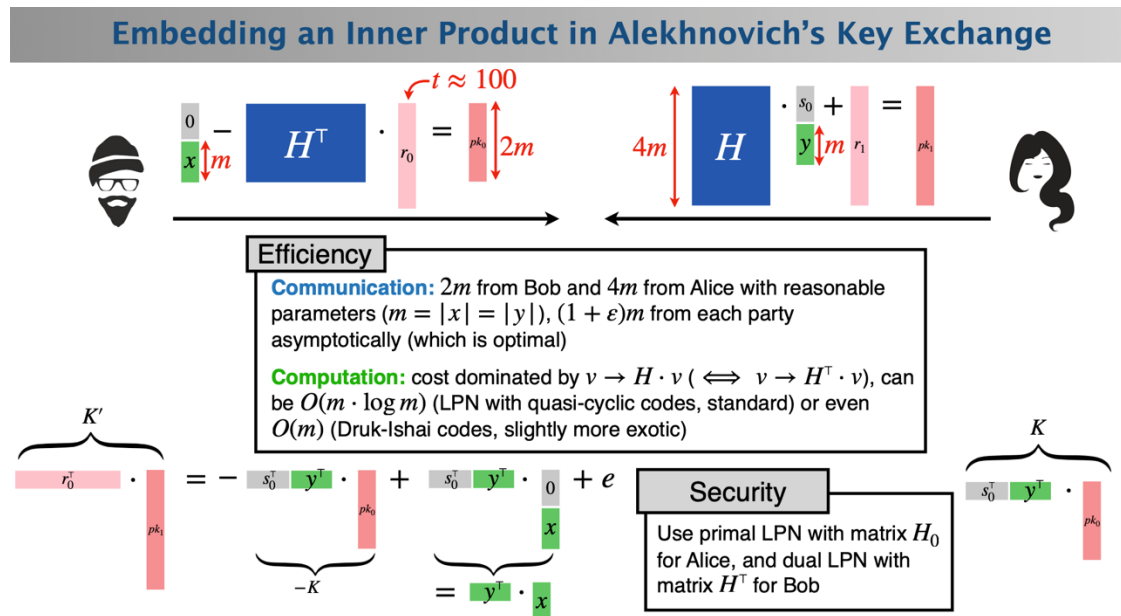 Embedding an Inner Product in Alekhnovich's Key Exchange
t ≈ 100
0
x
m
−
H⊤
·
r₀
=
pk₀
2m
4m
H
·
s₀
y
m
+
r₁
=
pk₁
Efficiency
Communication: 2m from Bob and 4m from Alice with reasonable
parameters (m = |x| = |y|), (1 + ε)m from each party
asymptotically (which is optimal)
Computation: cost dominated by v → H · v ( ⟺ v → H⊤ · v), can
be O(m · log m) (LPN with quasi-cyclic codes, standard) or even
O(m) (Druk-Ishai codes, slightly more exotic)
K′
r₀⊤ · pk₁ = − s₀⊤ y⊤ · pk₀ + s₀⊤ y⊤ · 0 x + e
−K
= y⊤ · x
Security
Use primal LPN with matrix H₀
for Alice, and dual LPN with
matrix H⊤ for Bob
K
s₀⊤ y⊤ · pk₀